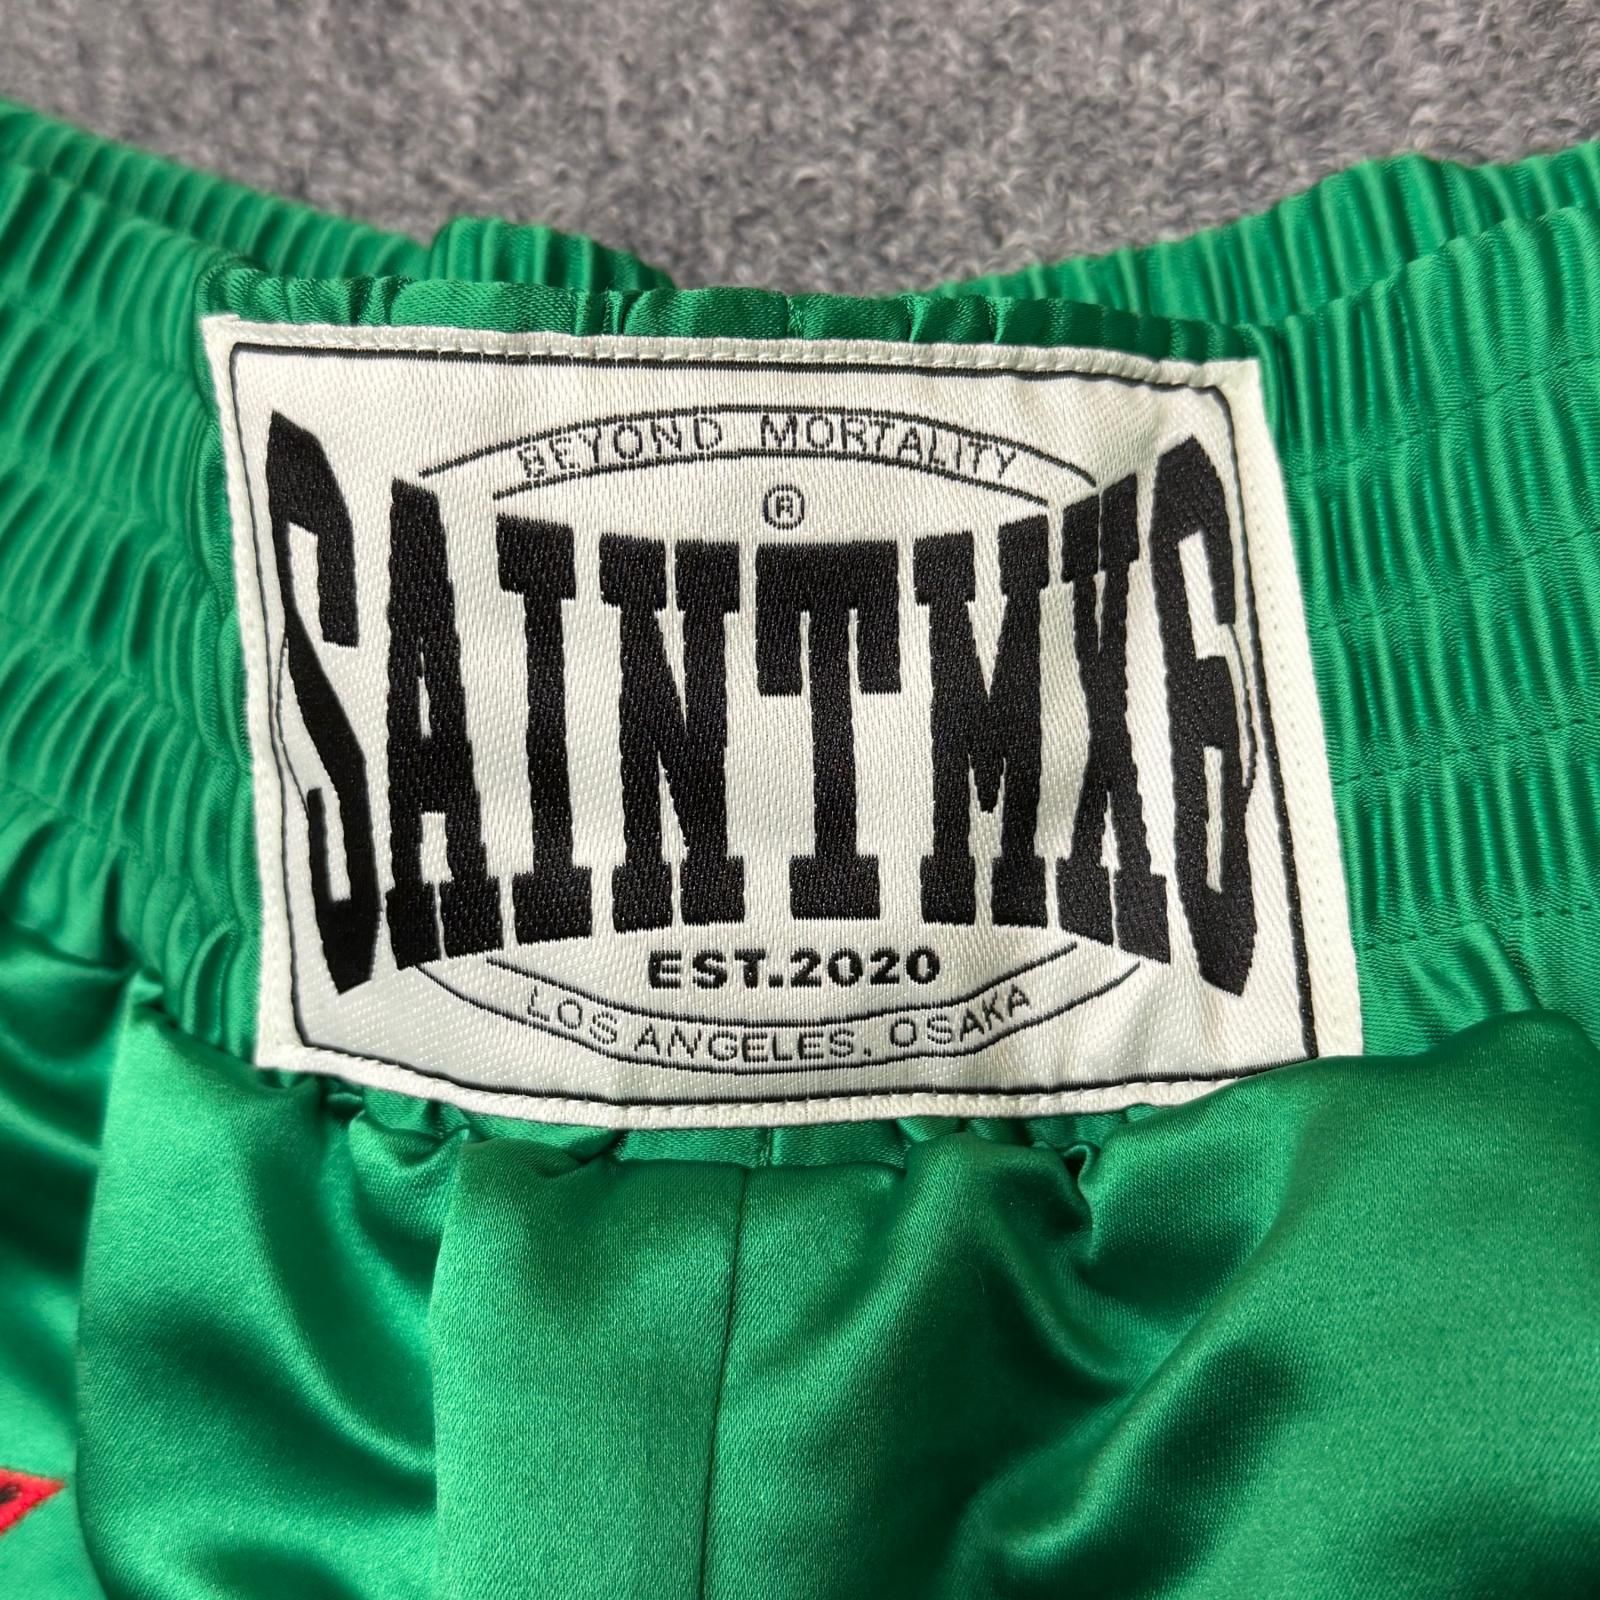 BEYOND MORTALITY
®
SAINTMXG
EST.2020
LOS ANGELES, OSAKA